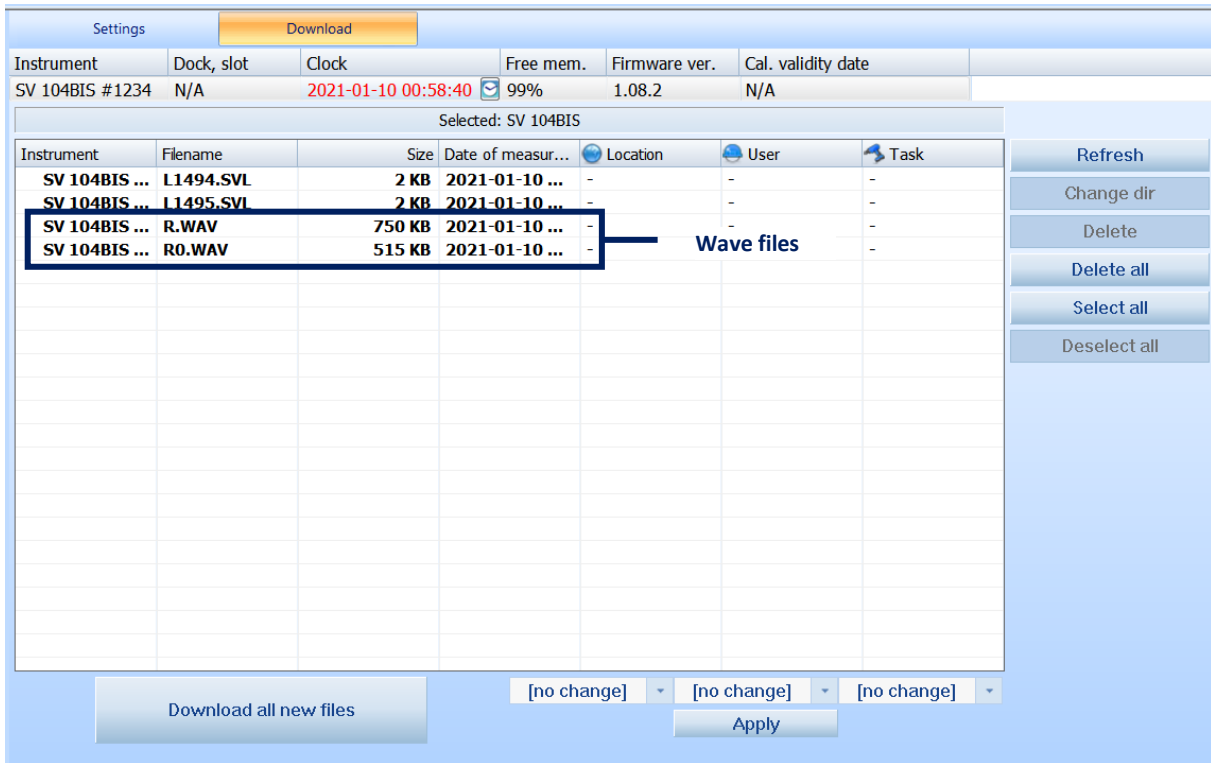 Settings Download
Instrument Dock, slot Clock Free mem. Firmware ver. Cal. validity date
SV 104BIS #1234 N/A 2021-01-10 00:58:40 99% 1.08.2 N/A
Selected: SV 104BIS
Instrument Filename Size Date of measur... Location User Task Refresh
SV 104BIS ... L1494.SVL 2 KB 2021-01-10 ... - - -
Change dir
SV 104BIS ... L1495.SVL 2 KB 2021-01-10 ... - - -
SV 104BIS ... R.WAV 750 KB 2021-01-10 ... - - - Delete
Wave files
SV 104BIS ... R0.WAV 515 KB 2021-01-10 ... - -
Delete all
Select all
Deselect all
[no change] [no change] [no change]
Download all new files
Apply